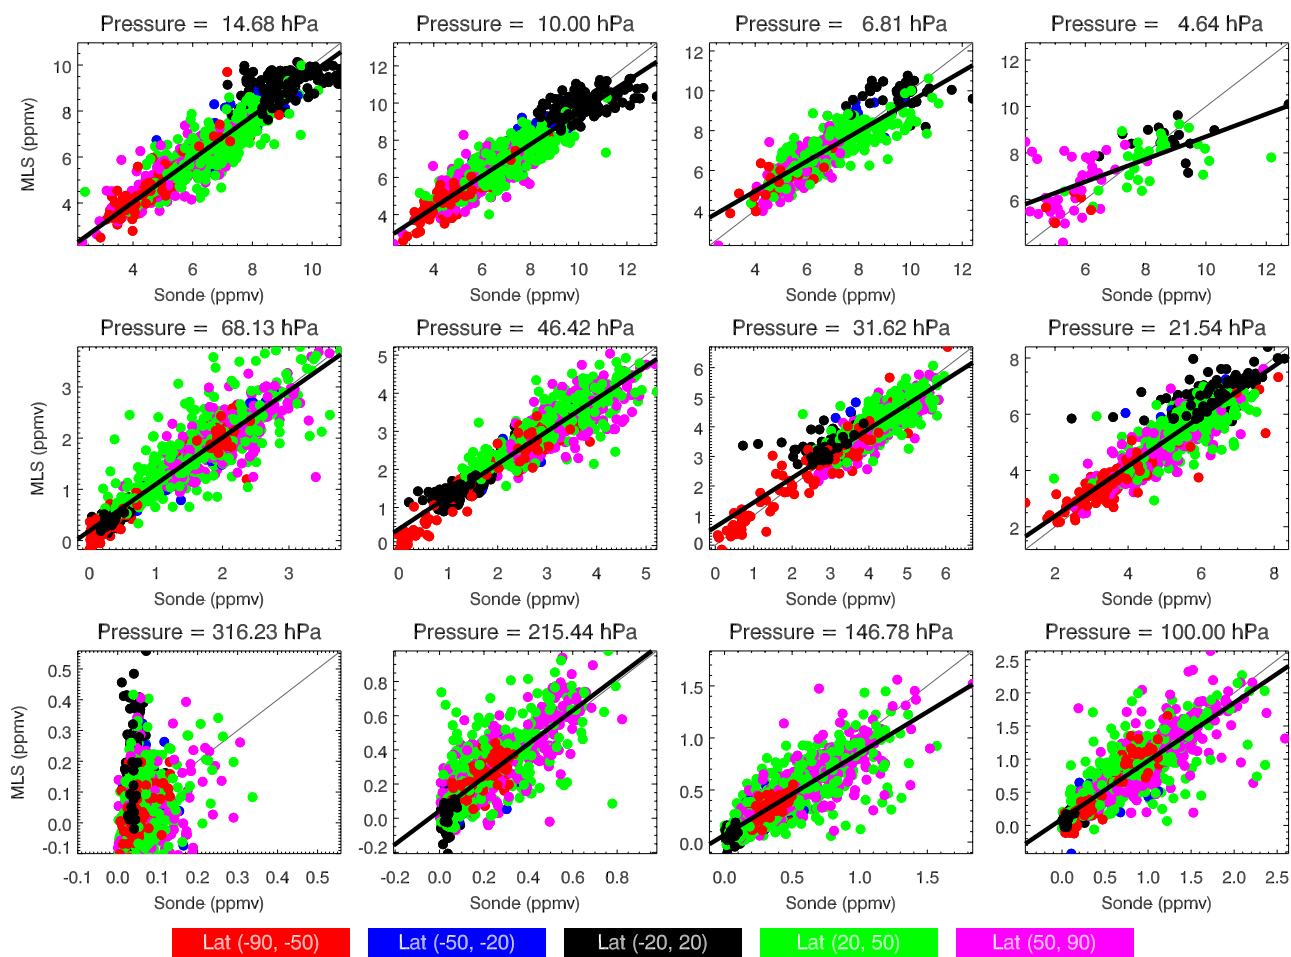 Pressure = 14.68 hPa
Pressure = 10.00 hPa
Pressure = 6.81 hPa
Pressure = 4.64 hPa
MLS (ppmv)
10
8
6
4
4 6 8 10
Sonde (ppmv)
12
10
8
6
4
4 6 8 10 12
Sonde (ppmv)
12
10
8
6
4
4 6 8 10 12
Sonde (ppmv)
12
10
8
6
6 8 10 12
Sonde (ppmv)
Pressure = 68.13 hPa
Pressure = 46.42 hPa
Pressure = 31.62 hPa
Pressure = 21.54 hPa
MLS (ppmv)
3
2
1
0
0 1 2 3
Sonde (ppmv)
5
4
3
2
1
0
0 1 2 3 4 5
Sonde (ppmv)
6
5
4
3
2
1
0
0 1 2 3 4 5 6
Sonde (ppmv)
8
6
4
2
2 4 6 8
Sonde (ppmv)
Pressure = 316.23 hPa
Pressure = 215.44 hPa
Pressure = 146.78 hPa
Pressure = 100.00 hPa
MLS (ppmv)
0.5
0.4
0.3
0.2
0.1
0.0
-0.1
-0.1 0.0 0.1 0.2 0.3 0.4 0.5
Sonde (ppmv)
0.8
0.6
0.4
0.2
0.0
-0.2
-0.2 0.0 0.2 0.4 0.6 0.8
Sonde (ppmv)
1.5
1.0
0.5
0.0
0.0 0.5 1.0 1.5
Sonde (ppmv)
2.5
2.0
1.5
1.0
0.5
0.0
0.0 0.5 1.0 1.5 2.0 2.5
Sonde (ppmv)
Lat (-90, -50)
Lat (-50, -20)
Lat (-20, 20)
Lat (20, 50)
Lat (50, 90)